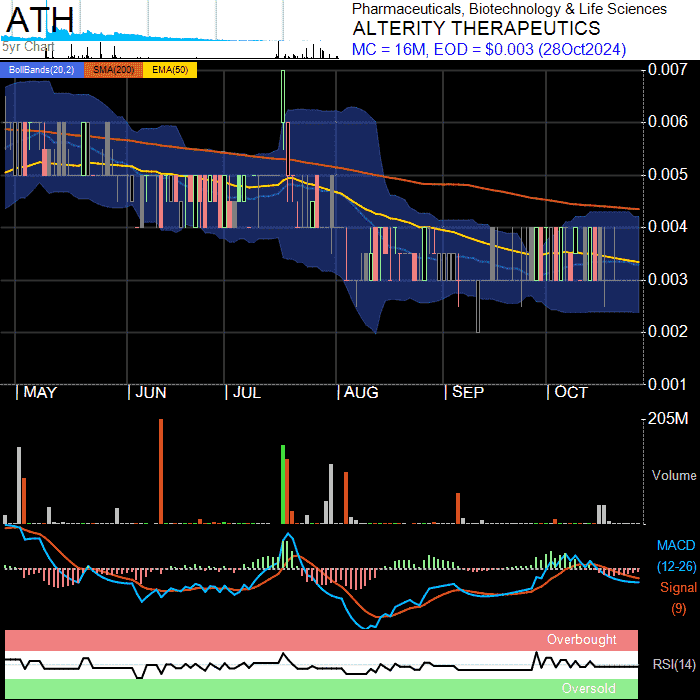 ATH
5yr Chart
Pharmaceuticals, Biotechnology & Life Sciences
ALTERITY THERAPEUTICS
MC = 16M, EOD = $0.003 (28Oct2024)
BollBands(20,2) SMA(200) EMA(50)
0.007
0.006
0.005
0.004
0.003
0.002
0.001
MAY JUN JUL AUG SEP OCT
205M
Volume
MACD
(12-26)
Signal
(9)
Overbought
RSI(14)
Oversold